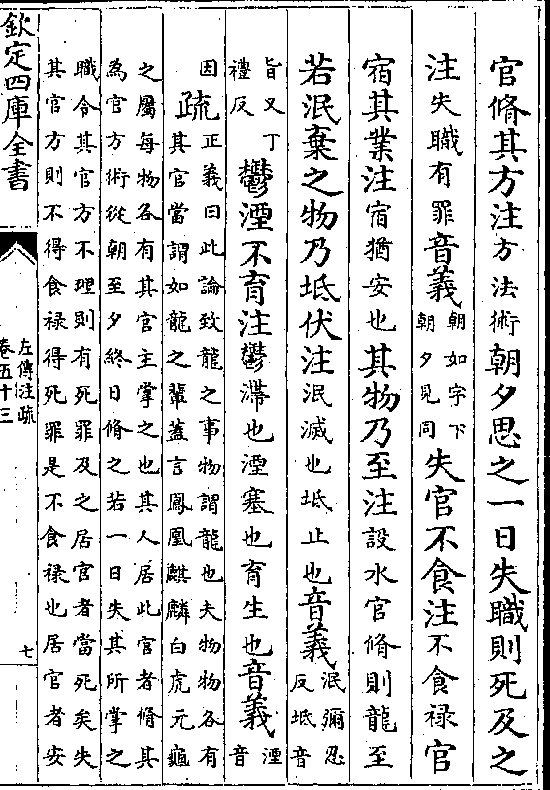 官脩其方注方法術朝夕思之一日失職則死及之
注失職有罪音義朝如字下朝夕見同失官不食注不食禄官
宿其業注宿猶安也其物乃至注設水官脩則龍至
若泯棄之物乃坻伏注泯滅也坻止也音義泯彌忍反坻音
旨又丁禮反鬱湮不育注鬱滯也湮塞也育生也音義湮音
因疏正義曰此論致龍之事物謂龍也夫物物各有其官當謂如龍之輩蓋言鳳凰麒麟白虎元龜
之屬每物各有其官主掌之也其人居此官者脩其為官方術從朝至夕終日脩之若一日失其所掌之
職令其官方不理則有死罪及之居官者當死矣失其官方則不得食禄得死罪是不食禄也居官者安
欽定四庫全書
左傳注疏
卷五十三
七